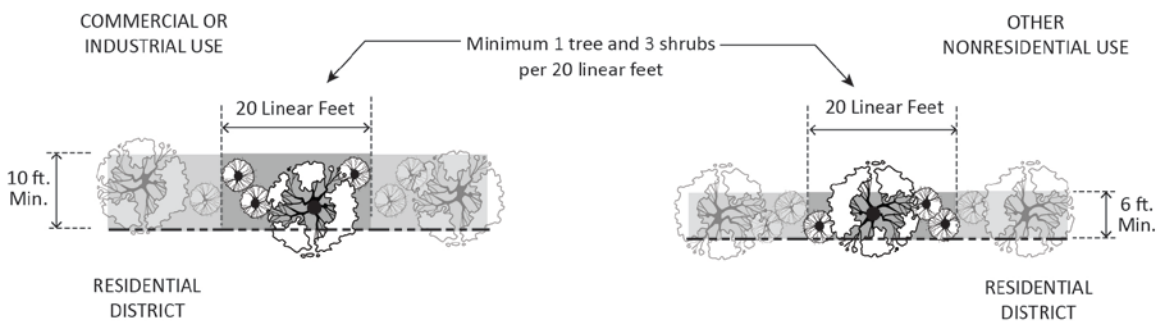 COMMERCIAL OR
INDUSTRIAL USE
Minimum 1 tree and 3 shrubs
per 20 linear feet
OTHER
NONRESIDENTIAL USE
20 Linear Feet
20 Linear Feet
10 ft.
Min.
6 ft.
Min.
RESIDENTIAL
DISTRICT
RESIDENTIAL
DISTRICT